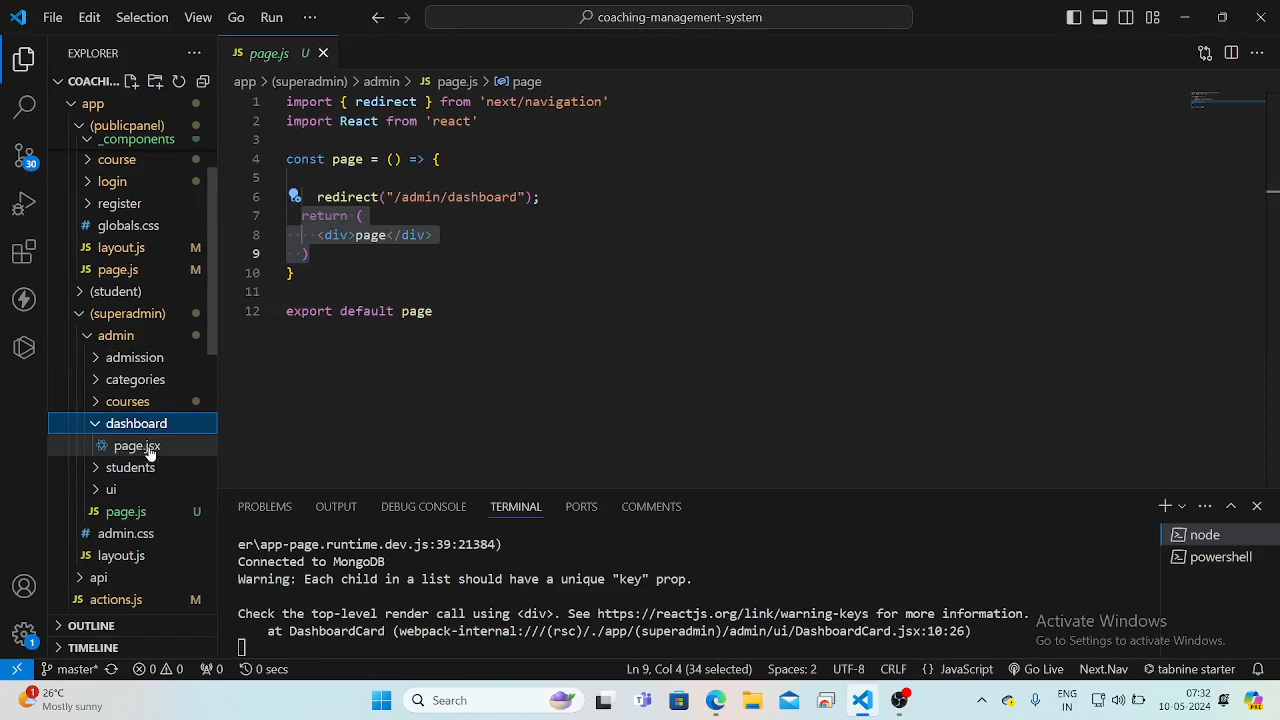 File Edit Selection View Go Run ··· coaching-management-system
EXPLORER ···
COACHI...
app
(publicpanel)
_components
course
login
register
globals.css
layout.js M
page.js M
(student)
(superadmin)
admin
admission
categories
courses
dashboard
page.jsx
students
ui
page.js U
admin.css
layout.js
api
actions.js M
OUTLINE
TIMELINE
30
1
JS page.js U
app > (superadmin) > admin > JS page.js > page
1 import { redirect } from 'next/navigation'
2 import React from 'react'
3
4 const page = () => {
5
6 redirect("/admin/dashboard");
7 return (
8 <div>page</div>
9 )
10 }
11
12 export default page
PROBLEMS OUTPUT DEBUG CONSOLE TERMINAL PORTS COMMENTS
er\app-page.runtime.dev.js:39:21384)
Connected to MongoDB
Warning: Each child in a list should have a unique "key" prop.
Check the top-level render call using <div>. See https://reactjs.org/link/warning-keys for more information.
at DashboardCard (webpack-internal:///(rsc)/./app/(superadmin)/admin/ui/DashboardCard.jsx:10:26)
node
powershell
Activate Windows
Go to Settings to activate Windows.
master* 0 0 0 0 secs Ln 9, Col 4 (34 selected) Spaces: 2 UTF-8 CRLF {} JavaScript Go Live Next.Nav tabnine starter
1 26°C
Mostly sunny
Search
ENG
IN
07:32
10-05-2024